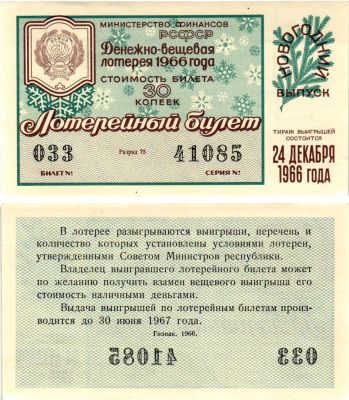 МИНИСТЕРСТВО ФИНАНСОВ
РСФСР
Денежно-вещевая
лотерея 1966 года
СТОИМОСТЬ БИЛЕТА
30
КОПЕЕК
Лотерейный билет
033
Разряд 75
41085
БИЛЕТ №
СЕРИЯ №
НОВОГОДНИЙ
ВЫПУСК
ТИРАЖ ВЫИГРЫШЕЙ
СОСТОИТСЯ
24 ДЕКАБРЯ
1966 ГОДА
В лотерее разыгрываются выигрыши, перечень и
количество которых установлены условиями лотереи,
утвержденными Советом Министров республики.
Владелец выигравшего лотерейного билета может
по желанию получить взамен вещевого выигрыша его
стоимость наличными деньгами.
Выдача выигрышей по лотерейным билетам произ-
водится до 30 июня 1967 года.
Гознак. 1966.
41085
033